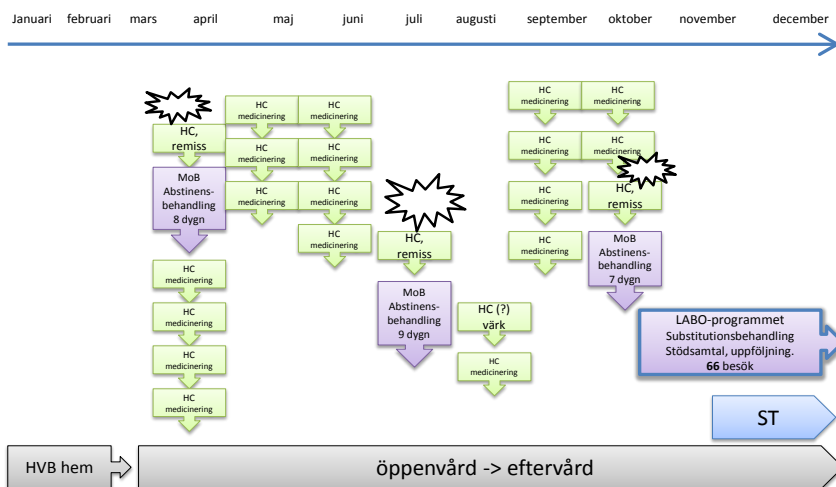 Januari februari mars april maj juni juli augusti september oktober november december
HC,
remiss
MoB
Abstinens-
behandling
8 dygn
HC
medicinering
HC
medicinering
HC
medicinering
HC
medicinering
HC
medicinering
HC
medicinering
HC
medicinering
HC
medicinering
HC
medicinering
HC
medicinering
HC
medicinering
HC
medicinering
HC,
remiss
MoB
Abstinens-
behandling
9 dygn
HC (?)
värk
HC
medicinering
HC
medicinering
HC
medicinering
HC
medicinering
HC
medicinering
HC
medicinering
HC
medicinering
HC,
remiss
MoB
Abstinens-
behandling
7 dygn
LABO-programmet
Substitutionsbehandling
Stödsamtal, uppföljning.
66 besök
ST
HVB hem
öppenvård -> eftervård